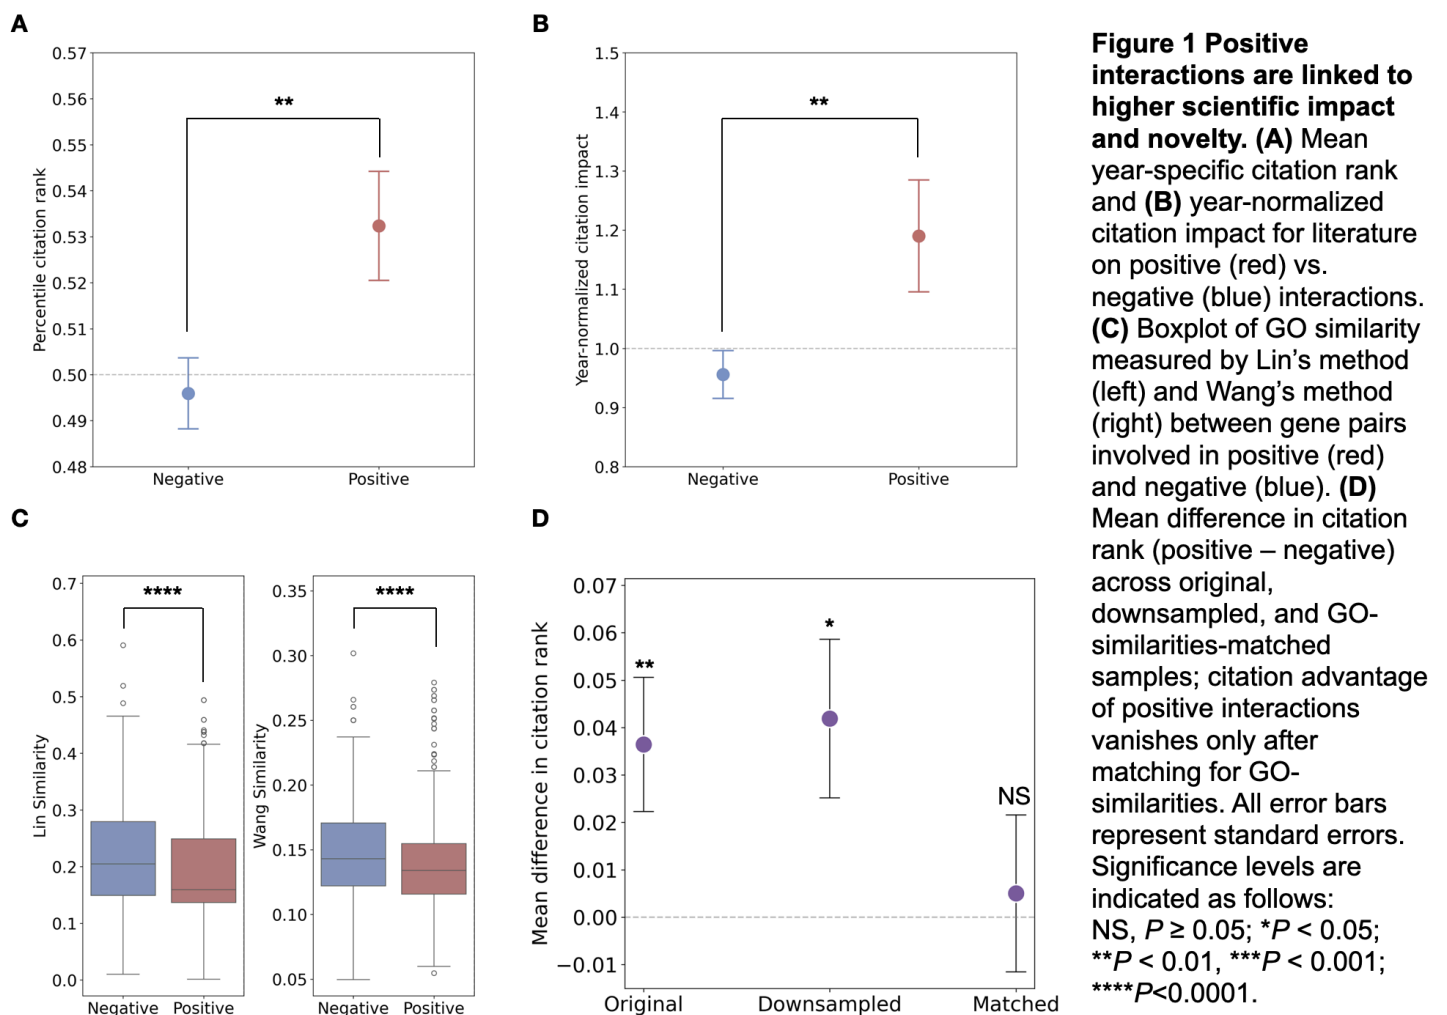 A
0.57
0.56
0.55
0.54
0.53
0.52
0.51
0.50
0.49
0.48
Percentile citation rank
**
Negative
Positive
B
1.5
1.4
1.3
1.2
1.1
1.0
0.9
0.8
Year-normalized citation impact
**
Negative
Positive
C
0.7
0.6
0.5
0.4
0.3
0.2
0.1
0.0
Lin Similarity
****
Negative
Positive
0.35
0.30
0.25
0.20
0.15
0.10
0.05
Wang Similarity
****
Negative
Positive
D
0.07
0.06
0.05
0.04
0.03
0.02
0.01
0.00
−0.01
Mean difference in citation rank
**
*
NS
Original
Downsampled
Matched
Figure 1 Positive
interactions are linked to
higher scientific impact
and novelty. (A) Mean
year-specific citation rank
and (B) year-normalized
citation impact for literature
on positive (red) vs.
negative (blue) interactions.
(C) Boxplot of GO similarity
measured by Lin’s method
(left) and Wang’s method
(right) between gene pairs
involved in positive (red)
and negative (blue). (D)
Mean difference in citation
rank (positive – negative)
across original,
downsampled, and GO-
similarities-matched
samples; citation advantage
of positive interactions
vanishes only after
matching for GO-
similarities. All error bars
represent standard errors.
Significance levels are
indicated as follows:
NS, P ≥ 0.05; *P < 0.05;
**P < 0.01, ***P < 0.001;
****P<0.0001.